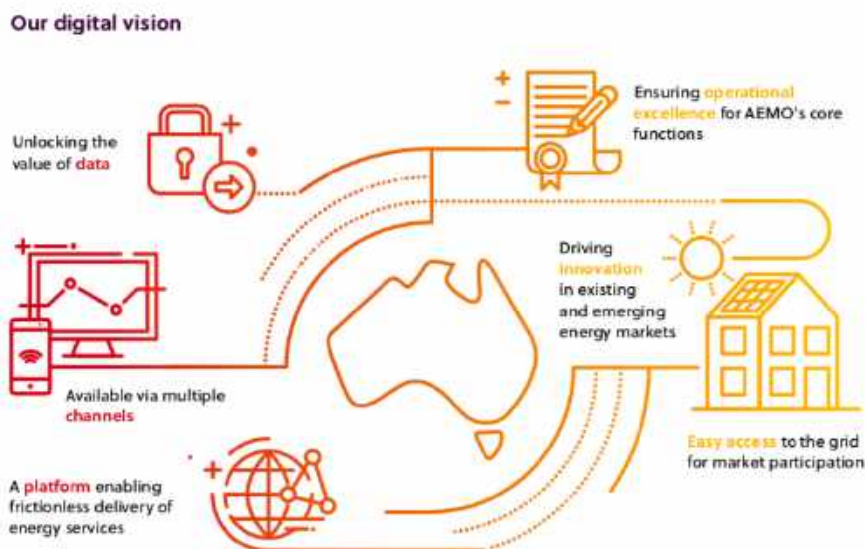 Our digital vision
Unlocking the
value of data
Ensuring operational
excellence for AEMO's core
functions
Driving
innovation
in existing
and emerging
energy markets
Available via multiple
channels
Easy access to the grid
for market participation
A platform enabling
frictionless delivery of
energy services